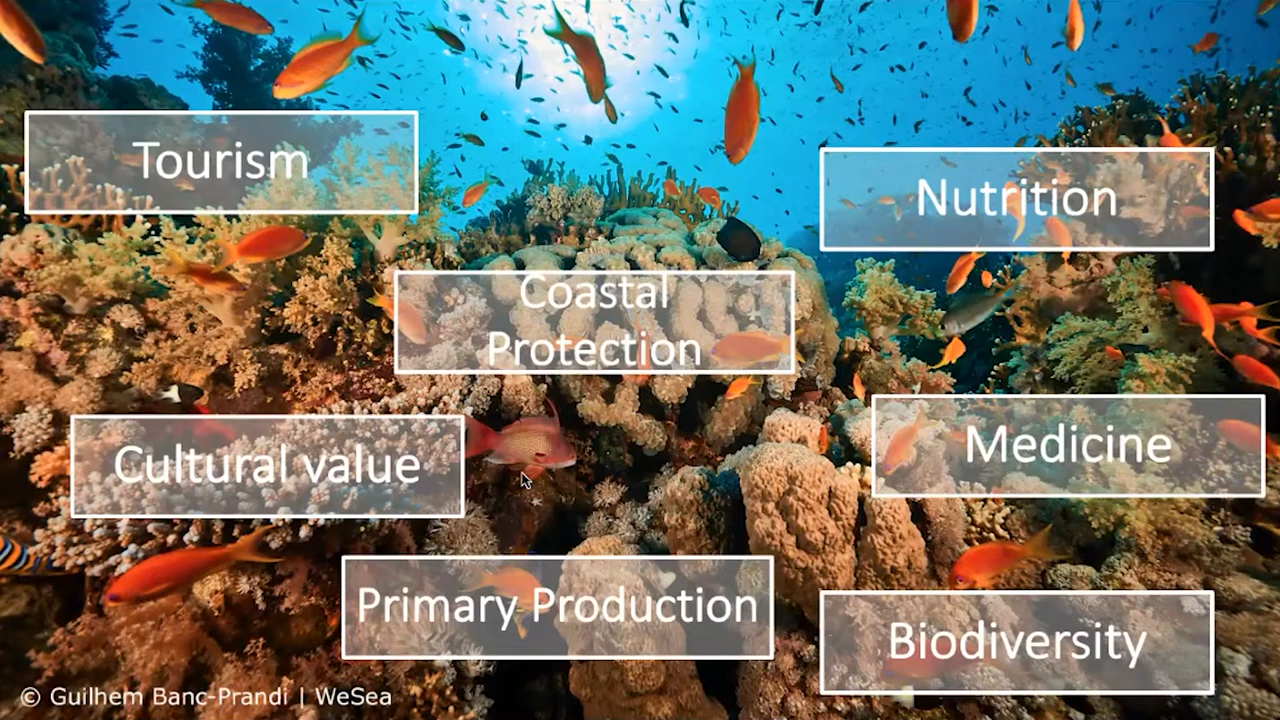 Tourism
Nutrition
Coastal
Protection
Cultural value
Medicine
Primary Production
Biodiversity
© Guilhem Banc-Prandi | WeSea